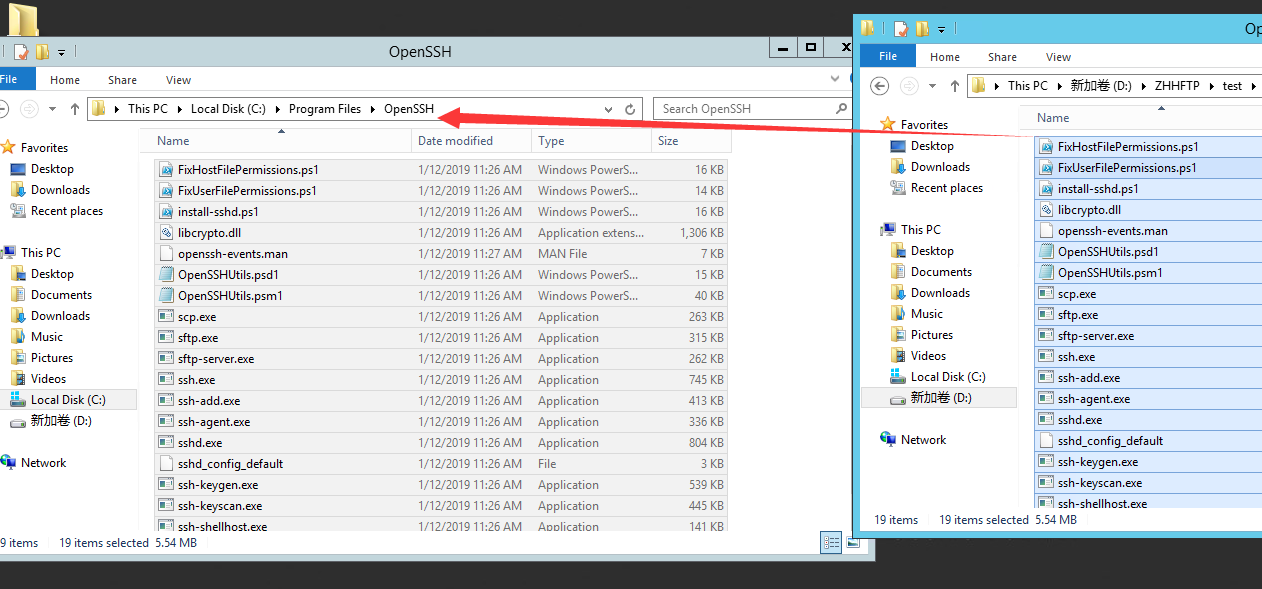 OpenSSH
File Home Share View
This PC Local Disk (C:) Program Files OpenSSH
Search OpenSSH
Favorites
Desktop
Downloads
Recent places
This PC
Desktop
Documents
Downloads
Music
Pictures
Videos
Local Disk (C:)
新加卷 (D:)
Network
Name Date modified Type Size
FixHostFilePermissions.ps1 1/12/2019 11:26 AM Windows PowerS... 16 KB
FixUserFilePermissions.ps1 1/12/2019 11:26 AM Windows PowerS... 14 KB
install-sshd.ps1 1/12/2019 11:26 AM Windows PowerS... 16 KB
libcrypto.dll 1/12/2019 11:26 AM Application extens... 1,306 KB
openssh-events.man 1/12/2019 11:27 AM MAN File 7 KB
OpenSSHUtils.psd1 1/12/2019 11:26 AM Windows PowerS... 15 KB
OpenSSHUtils.psm1 1/12/2019 11:26 AM Windows PowerS... 40 KB
scp.exe 1/12/2019 11:26 AM Application 263 KB
sftp.exe 1/12/2019 11:26 AM Application 315 KB
sftp-server.exe 1/12/2019 11:26 AM Application 262 KB
ssh.exe 1/12/2019 11:26 AM Application 745 KB
ssh-add.exe 1/12/2019 11:26 AM Application 413 KB
ssh-agent.exe 1/12/2019 11:26 AM Application 336 KB
sshd.exe 1/12/2019 11:26 AM Application 804 KB
sshd_config_default 1/12/2019 11:26 AM File 3 KB
ssh-keygen.exe 1/12/2019 11:26 AM Application 539 KB
ssh-keyscan.exe 1/12/2019 11:26 AM Application 445 KB
ssh-shellhost.exe 1/12/2019 11:26 AM Application 141 KB
9 items 19 items selected 5.54 MB
Op
File Home Share View
This PC 新加卷 (D:) ZHHFTP test
Favorites
Desktop
Downloads
Recent places
This PC
Desktop
Documents
Downloads
Music
Pictures
Videos
Local Disk (C:)
新加卷 (D:)
Network
Name
FixHostFilePermissions.ps1
FixUserFilePermissions.ps1
install-sshd.ps1
libcrypto.dll
openssh-events.man
OpenSSHUtils.psd1
OpenSSHUtils.psm1
scp.exe
sftp.exe
sftp-server.exe
ssh.exe
ssh-add.exe
ssh-agent.exe
sshd.exe
sshd_config_default
ssh-keygen.exe
ssh-keyscan.exe
ssh-shellhost.exe
19 items 19 items selected 5.54 MB